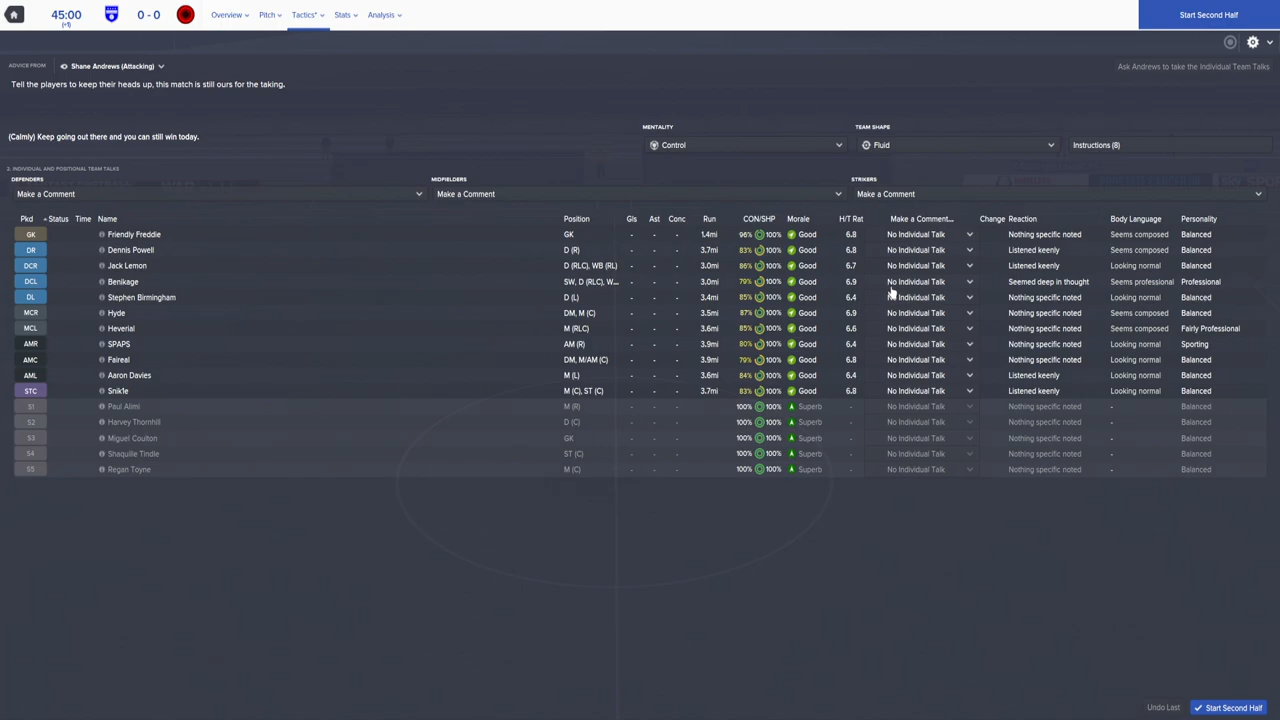 45:00
(+1)
0 - 0
Overview
Pitch
Tactics*
Stats
Analysis
Start Second Half
ADVICE FROM
Shane Andrews (Attacking)
Ask Andrews to take the Individual Team Talks
Tell the players to keep their heads up, this match is still ours for the taking.
MENTALITY
TEAM SHAPE
(Calmly) Keep going out there and you can still win today.
Control
Fluid
Instructions (8)
2. INDIVIDUAL AND POSITIONAL TEAM TALKS
DEFENDERS
MIDFIELDERS
STRIKERS
Make a Comment
Make a Comment
Make a Comment
Pkd Status Time Name Position Gls Ast Conc Run CON/SHP Morale H/T Rat Make a Comment... Change Reaction Body Language Personality
GK Friendly Freddie GK - - - 1.4mi 96% 100% Good 6.8 No Individual Talk Nothing specific noted Seems composed Balanced
DR Dennis Powell D (R) - - - 3.7mi 83% 100% Good 6.8 No Individual Talk Listened keenly Seems composed Balanced
DCR Jack Lemon D (RLC), WB (RL) - - - 3.0mi 86% 100% Good 6.7 No Individual Talk Listened keenly Looking normal Balanced
DCL Benikage SW, D (RLC), W... - - - 3.0mi 79% 100% Good 6.9 No Individual Talk Seemed deep in thought Seems professional Professional
DL Stephen Birmingham D (L) - - - 3.4mi 85% 100% Good 6.4 No Individual Talk Nothing specific noted Looking normal Balanced
MCR Hyde DM, M (C) - - - 3.5mi 87% 100% Good 6.9 No Individual Talk Nothing specific noted Seems composed Balanced
MCL Heverial M (RLC) - - - 3.6mi 85% 100% Good 6.6 No Individual Talk Nothing specific noted Seems composed Fairly Professional
AMR SPAPS AM (R) - - - 3.9mi 80% 100% Good 6.4 No Individual Talk Nothing specific noted Looking normal Sporting
AMC Faireal DM, M/AM (C) - - - 3.9mi 79% 100% Good 6.8 No Individual Talk Nothing specific noted Looking normal Balanced
AML Aaron Davies M (L) - - - 3.6mi 84% 100% Good 6.4 No Individual Talk Listened keenly Looking normal Balanced
STC Snik1e M (C), ST (C) - - - 3.7mi 83% 100% Good 6.8 No Individual Talk Listened keenly Looking normal Balanced
S1 Paul Alimi M (R) 100% 100% Superb - No Individual Talk Nothing specific noted - Balanced
S2 Harvey Thornhill D (C) 100% 100% Superb - No Individual Talk Nothing specific noted - Balanced
S3 Miguel Coulton GK 100% 100% Superb - No Individual Talk Nothing specific noted - Balanced
S4 Shaquille Tindle ST (C) 100% 100% Superb - No Individual Talk Nothing specific noted - Balanced
S5 Regan Toyne M (C) 100% 100% Superb - No Individual Talk Nothing specific noted - Balanced
Undo Last
Start Second Half